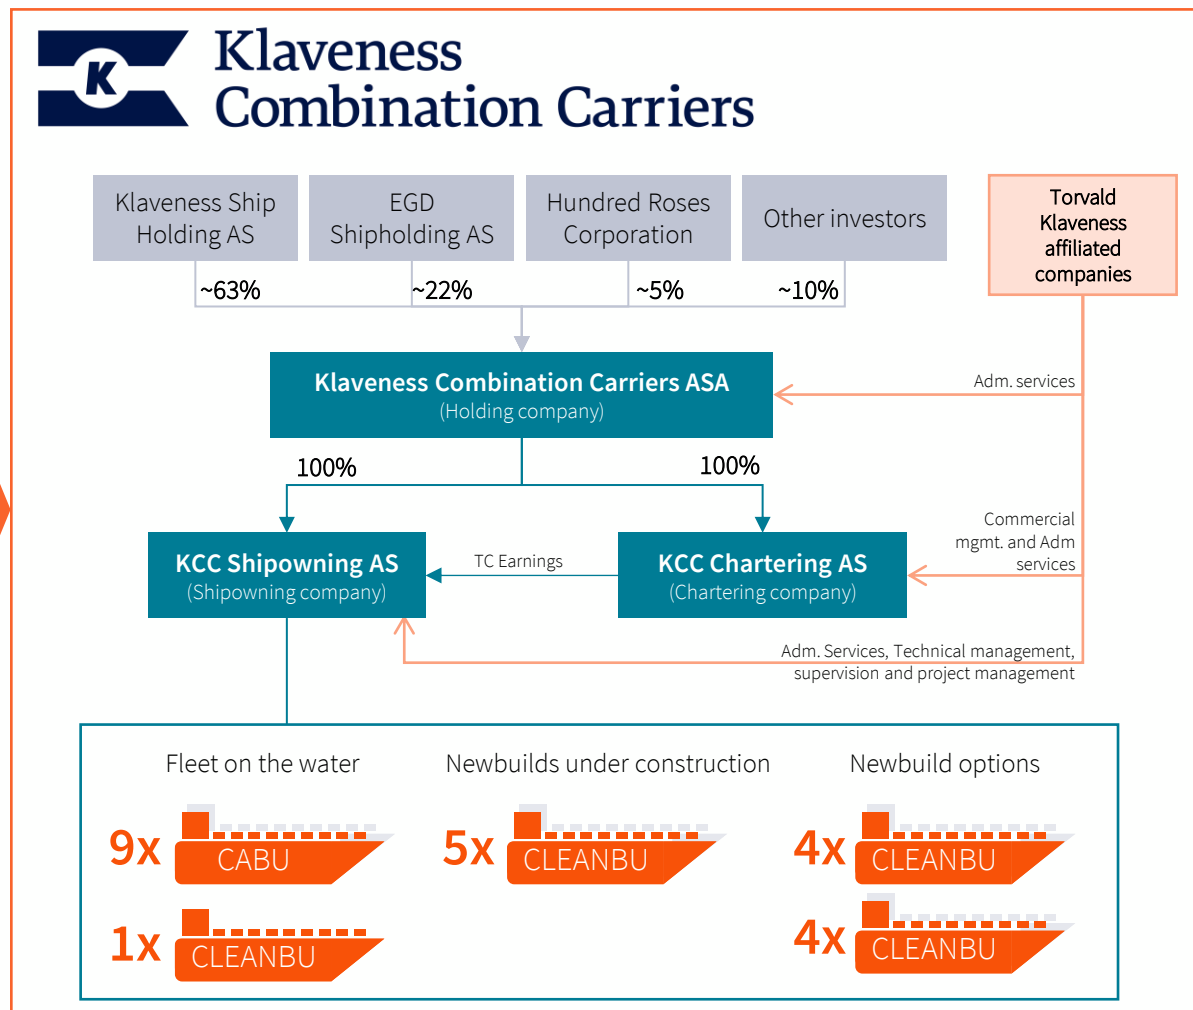 K
Klaveness
Combination Carriers
Klaveness Ship
Holding AS
EGD
Shipholding AS
Hundred Roses
Corporation
Other investors
Torvald
Klaveness
affiliated
companies
~63%
~22%
~5%
~10%
Klaveness Combination Carriers ASA
(Holding company)
Adm. services
100%
100%
Commercial
mgmt. and Adm
services
KCC Shipowning AS
(Shipowning company)
TC Earnings
KCC Chartering AS
(Chartering company)
Adm. Services, Technical management,
supervision and project management
Fleet on the water
Newbuilds under construction
Newbuild options
9x
CABU
5x
CLEANBU
4x
CLEANBU
1x
CLEANBU
4x
CLEANBU